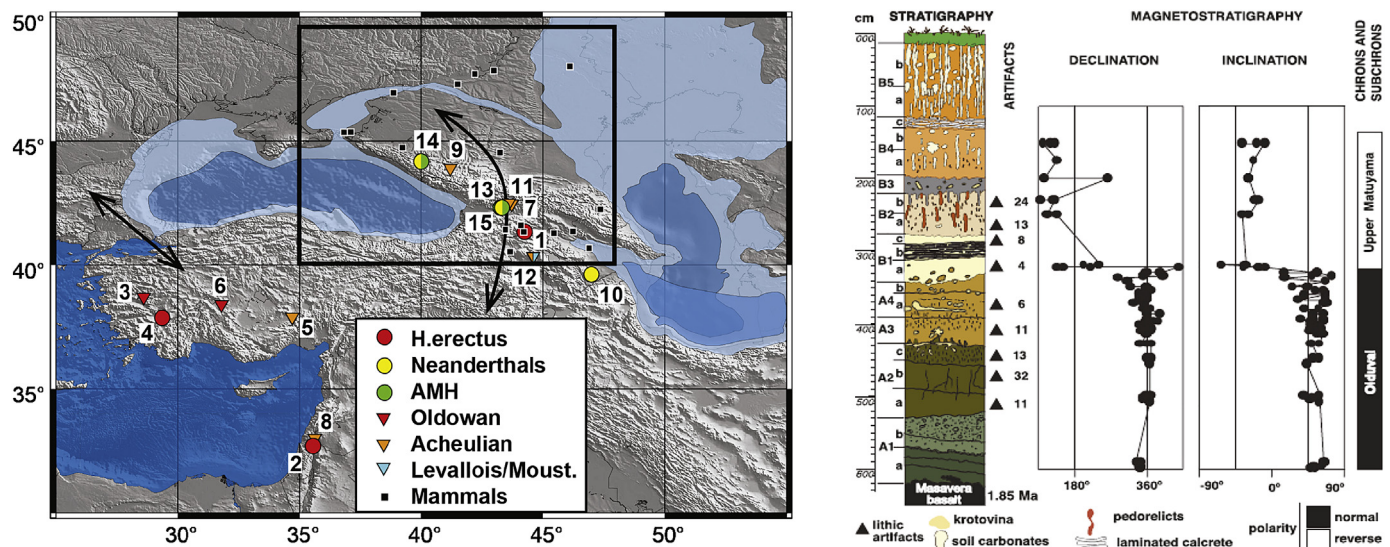 50°
45°
40°
35°
30° 35° 40° 45° 50°
14
9
13
11
7
15
1
12
10
3
6
4
5
8
2
H.erectus
Neanderthals
AMH
Oldowan
Acheulian
Levallois/Moust.
Mammals
cm STRATIGRAPHY
MAGNETOSTRATIGRAPHY
ARTIFACTS
DECLINATION
INCLINATION
CHRONS AND
SUBCHRONS
100
200
300
400
500
600
B5
b
a
B4
c
b
a
B3
B2
b
a
B1
c
b
a
A4
b
a
A3
A2
c
b
a
A1
b
a
24
13
8
4
6
11
13
32
11
Upper Matuyama
Olduvai
Masavera
basalt
1.85 Ma
180° 360°
-90° 0° 90°
lithic
artifacts
krotovina
soil carbonates
pedorelicts
laminated calcrete
polarity
normal
reverse